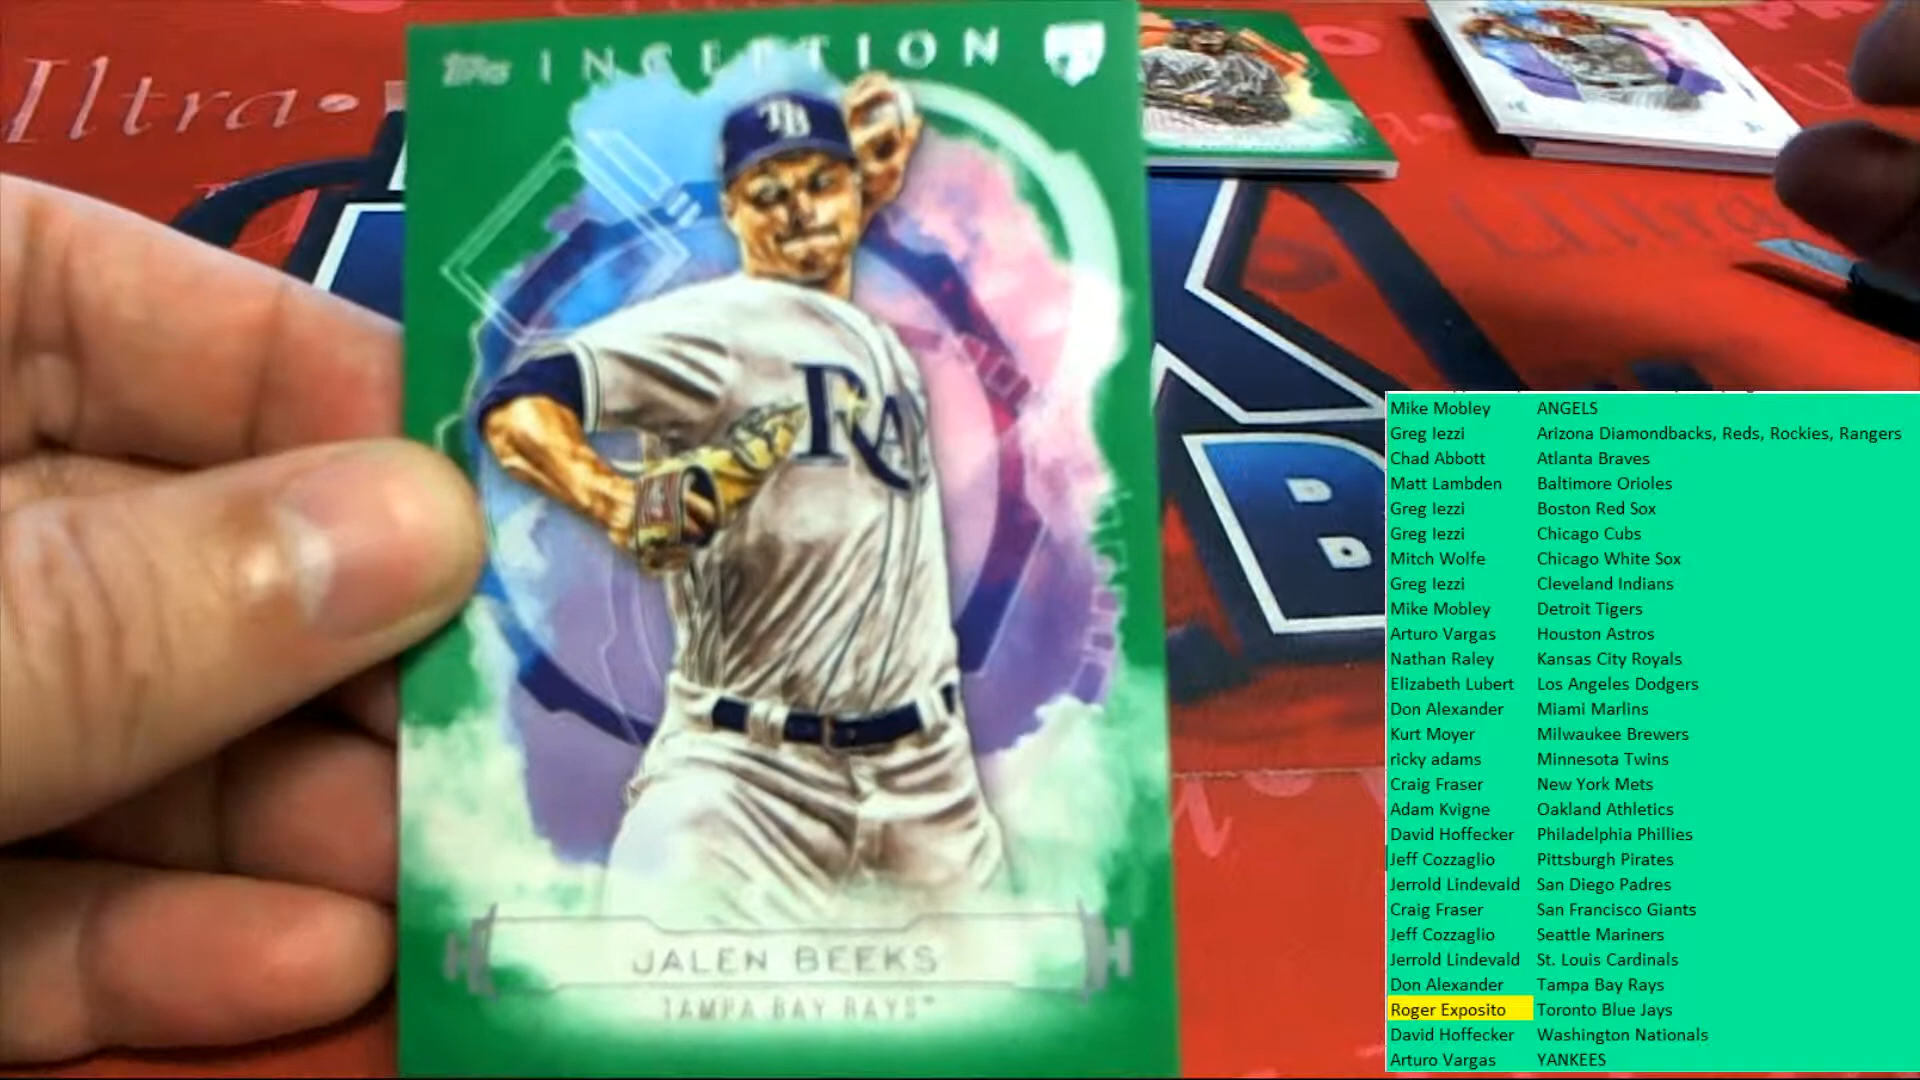 Topps INCEPTION
Iltra
Ultra
TB
RA
JALEN BEEKS
TAMPA BAY RAYS™
Mike Mobley ANGELS
Greg Iezzi Arizona Diamondbacks, Reds, Rockies, Rangers
Chad Abbott Atlanta Braves
Matt Lambden Baltimore Orioles
Greg Iezzi Boston Red Sox
Greg Iezzi Chicago Cubs
Mitch Wolfe Chicago White Sox
Greg Iezzi Cleveland Indians
Mike Mobley Detroit Tigers
Arturo Vargas Houston Astros
Nathan Raley Kansas City Royals
Elizabeth Lubert Los Angeles Dodgers
Don Alexander Miami Marlins
Kurt Moyer Milwaukee Brewers
ricky adams Minnesota Twins
Craig Fraser New York Mets
Adam Kvigne Oakland Athletics
David Hoffecker Philadelphia Phillies
Jeff Cozzaglio Pittsburgh Pirates
Jerrold Lindevald San Diego Padres
Craig Fraser San Francisco Giants
Jeff Cozzaglio Seattle Mariners
Jerrold Lindevald St. Louis Cardinals
Don Alexander Tampa Bay Rays
Roger Exposito Toronto Blue Jays
David Hoffecker Washington Nationals
Arturo Vargas YANKEES